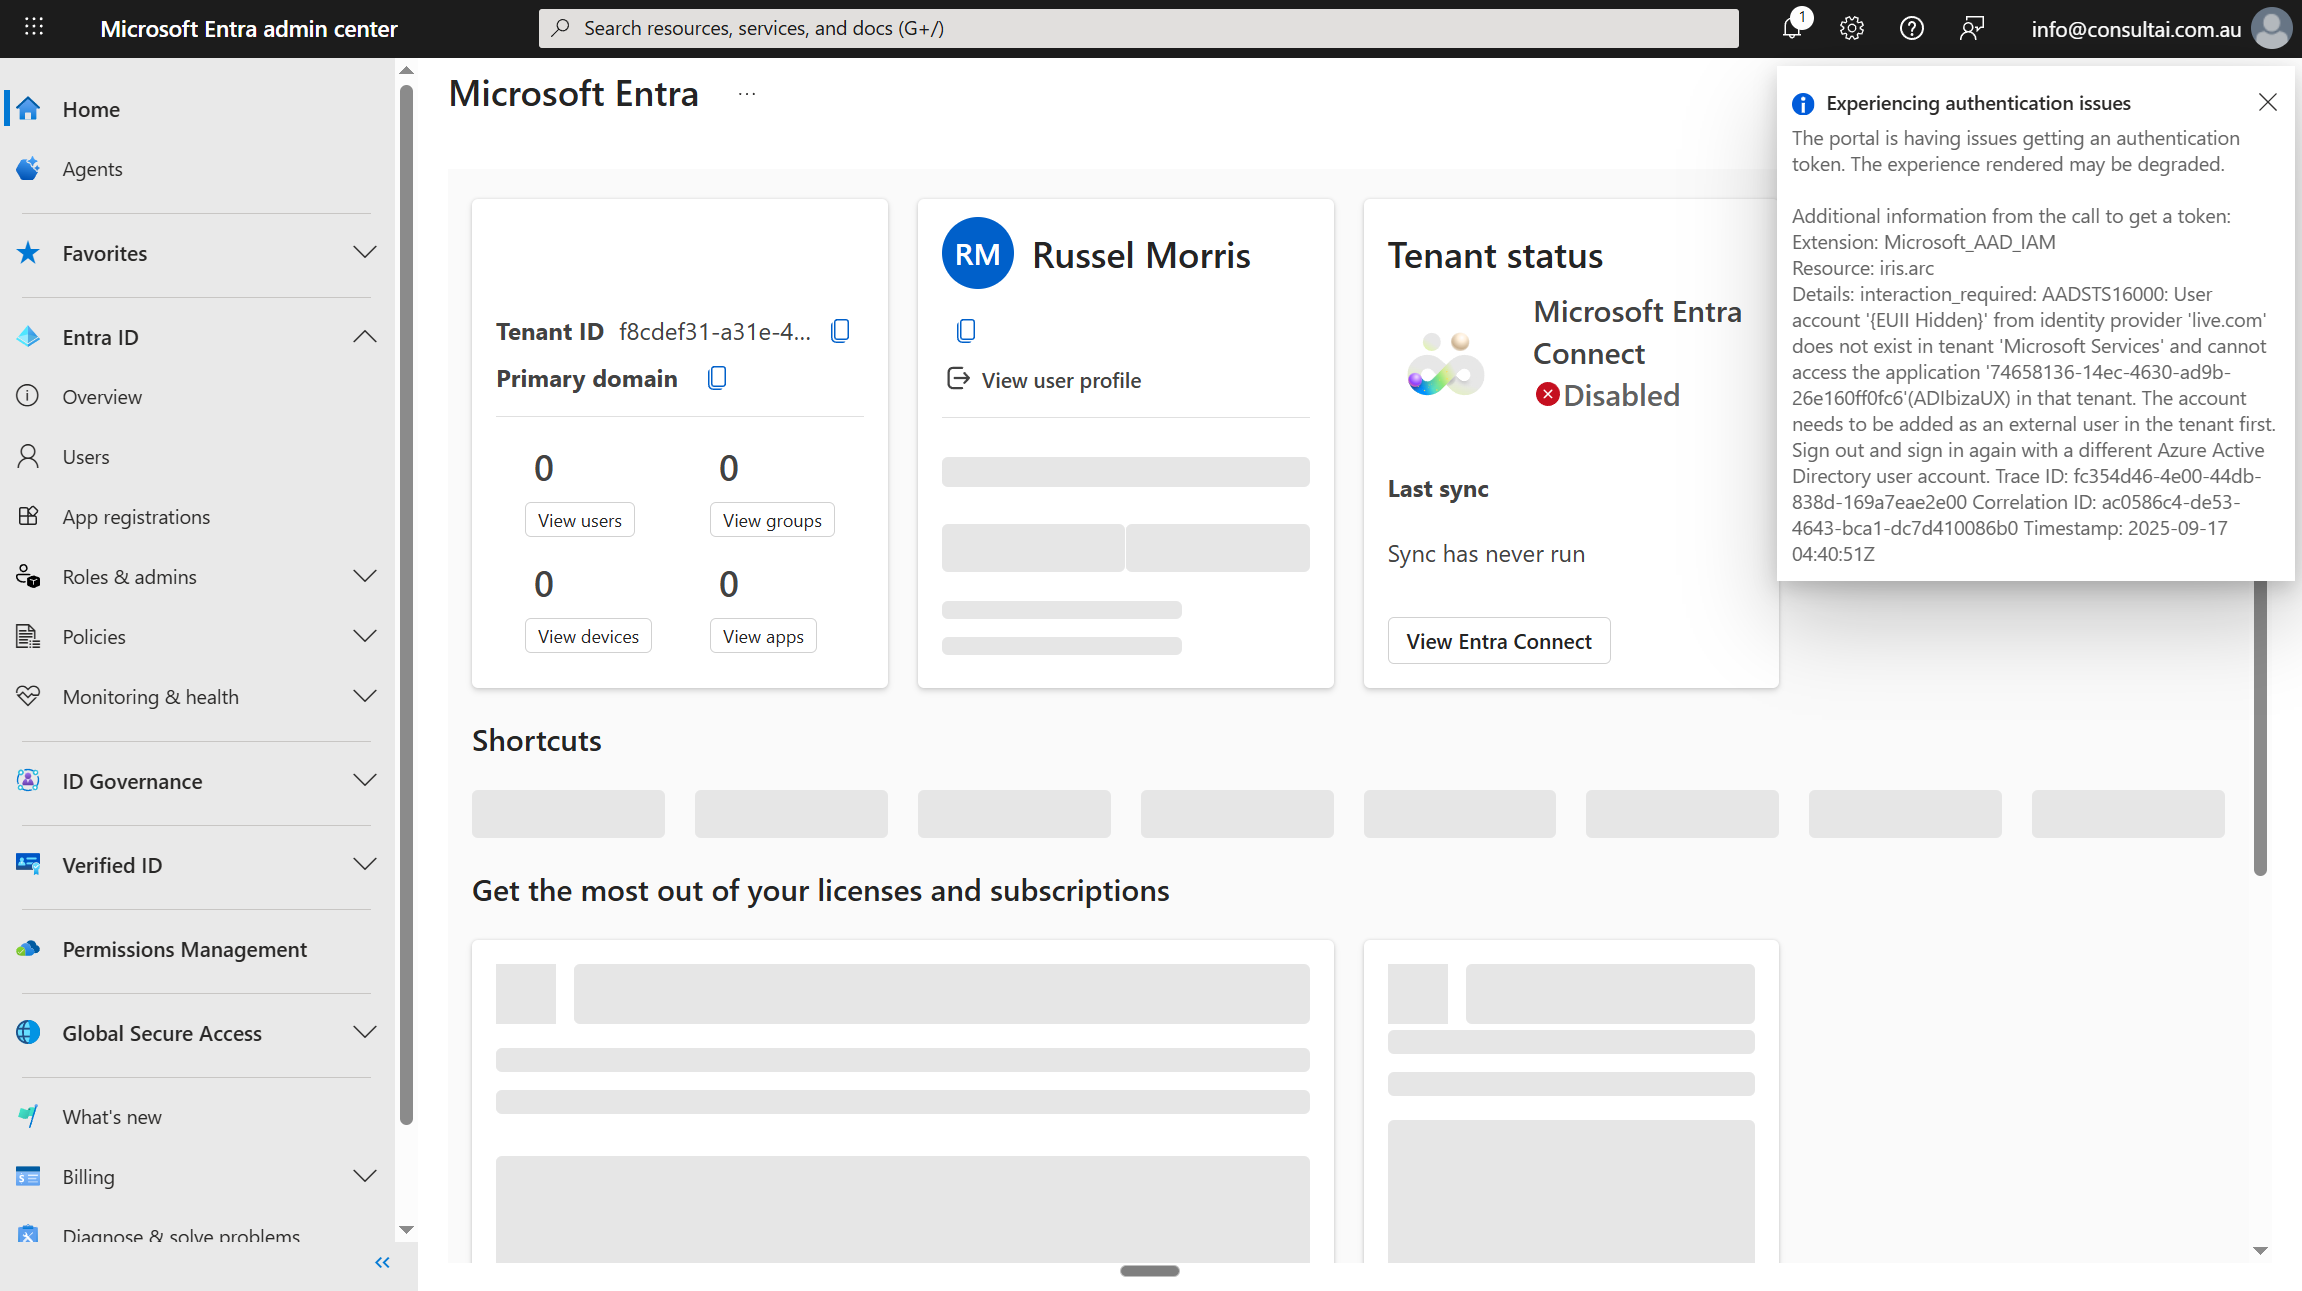 Microsoft Entra admin center
Search resources, services, and docs (G+/)
1
info@consultai.com.au
Home
Agents
Favorites
Entra ID
Overview
Users
App registrations
Roles & admins
Policies
Monitoring & health
ID Governance
Verified ID
Permissions Management
Global Secure Access
What's new
Billing
Diagnose & solve problems
Microsoft Entra
...
Tenant ID f8cdef31-a31e-4...
Primary domain
0
View users
0
View groups
0
View devices
0
View apps
RM
Russel Morris
View user profile
Tenant status
Microsoft Entra
Connect
Disabled
Last sync
Sync has never run
View Entra Connect
Experiencing authentication issues
The portal is having issues getting an authentication
token. The experience rendered may be degraded.
Additional information from the call to get a token:
Extension: Microsoft_AAD_IAM
Resource: iris.arc
Details: interaction_required: AADSTS16000: User
account '{EUII Hidden}' from identity provider 'live.com'
does not exist in tenant 'Microsoft Services' and cannot
access the application '74658136-14ec-4630-ad9b-
26e160ff0fc6'(ADIbizaUX) in that tenant. The account
needs to be added as an external user in the tenant first.
Sign out and sign in again with a different Azure Active
Directory user account. Trace ID: fc354d46-4e00-44db-
838d-169a7eae2e00 Correlation ID: ac0586c4-de53-
4643-bca1-dc7d410086b0 Timestamp: 2025-09-17
04:40:51Z
Shortcuts
Get the most out of your licenses and subscriptions